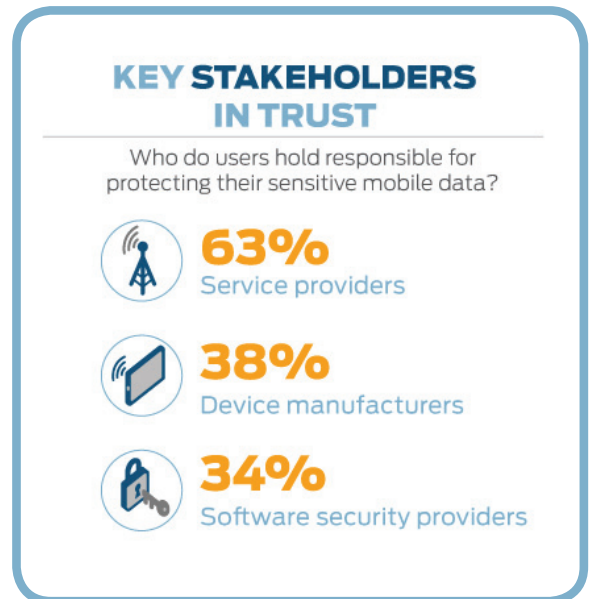 KEY STAKEHOLDERS
IN TRUST
Who do users hold responsible for
protecting their sensitive mobile data?
63%
Service providers
38%
Device manufacturers
34%
Software security providers